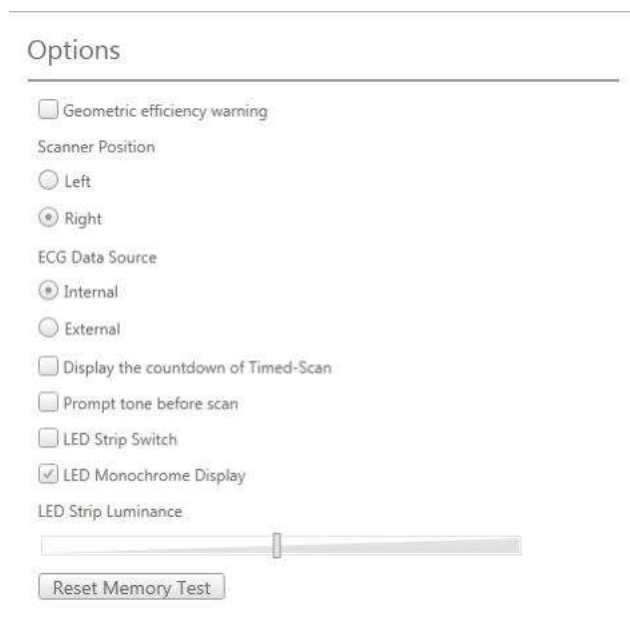 Options
Geometric efficiency warning
Scanner Position
Left
Right
ECG Data Source
Internal
External
Display the countdown of Timed-Scan
Prompt tone before scan
LED Strip Switch
LED Monochrome Display
LED Strip Luminance
Reset Memory Test